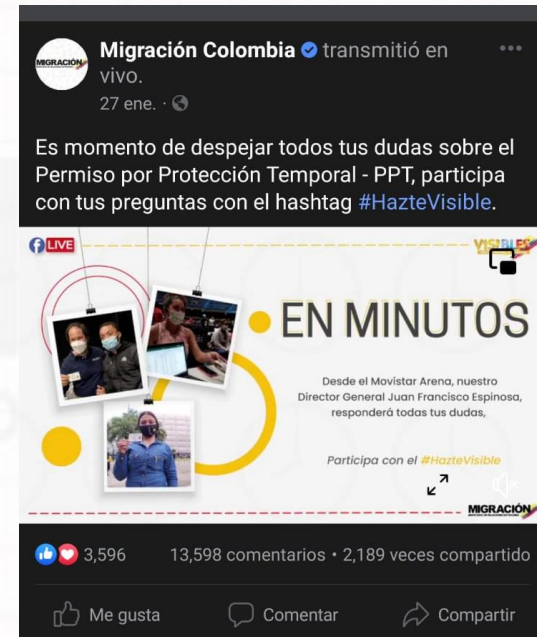 MIGRACIÓN
Migración Colombia transmitió en
vivo.
27 ene. ·
Es momento de despejar todos tus dudas sobre el
Permiso por Protección Temporal - PPT, participa
con tus preguntas con el hashtag #HazteVisible.
LIVE
VISIBLES
EN MINUTOS
Desde el Movistar Arena, nuestro
Director General Juan Francisco Espinosa,
responderá todas tus dudas,
Participa con el #HazteVisible
MIGRACIÓN
3,596
13,598 comentarios • 2,189 veces compartido
Me gusta
Comentar
Compartir